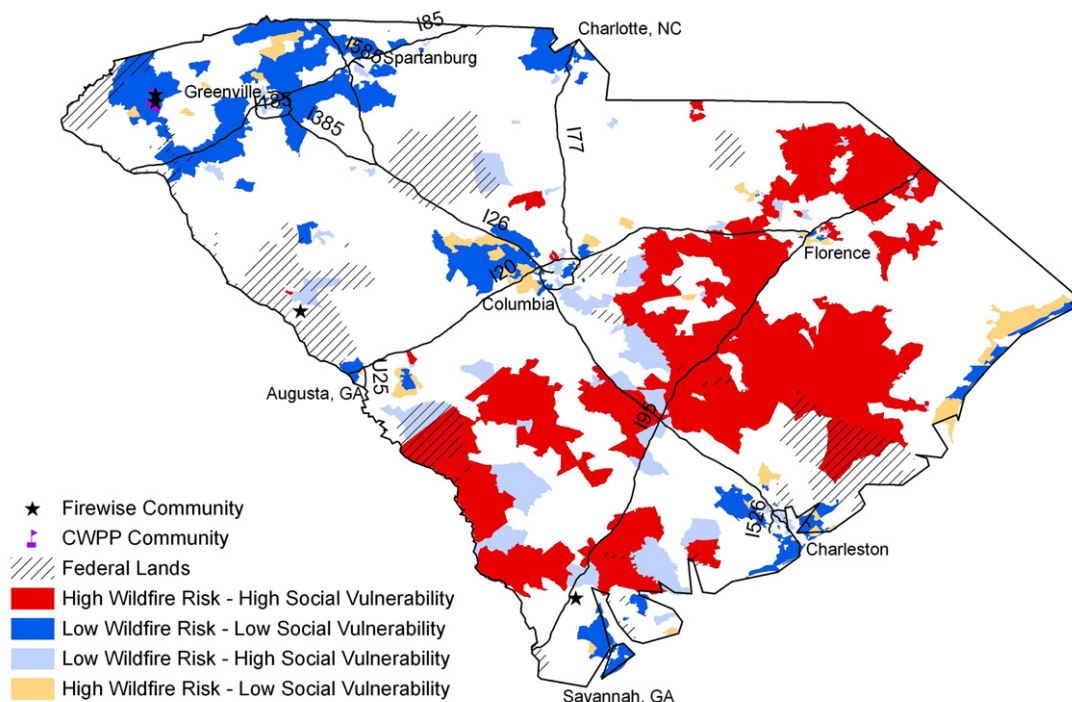 Charlotte, NC
I85
I585
Spartanburg
Greenville
I185
I385
I77
I26
I20
Columbia
Florence
Augusta, GA
U25
I95
I526
Charleston
Savannah, GA
Firewise Community
CWPP Community
Federal Lands
High Wildfire Risk - High Social Vulnerability
Low Wildfire Risk - Low Social Vulnerability
Low Wildfire Risk - High Social Vulnerability
High Wildfire Risk - Low Social Vulnerability